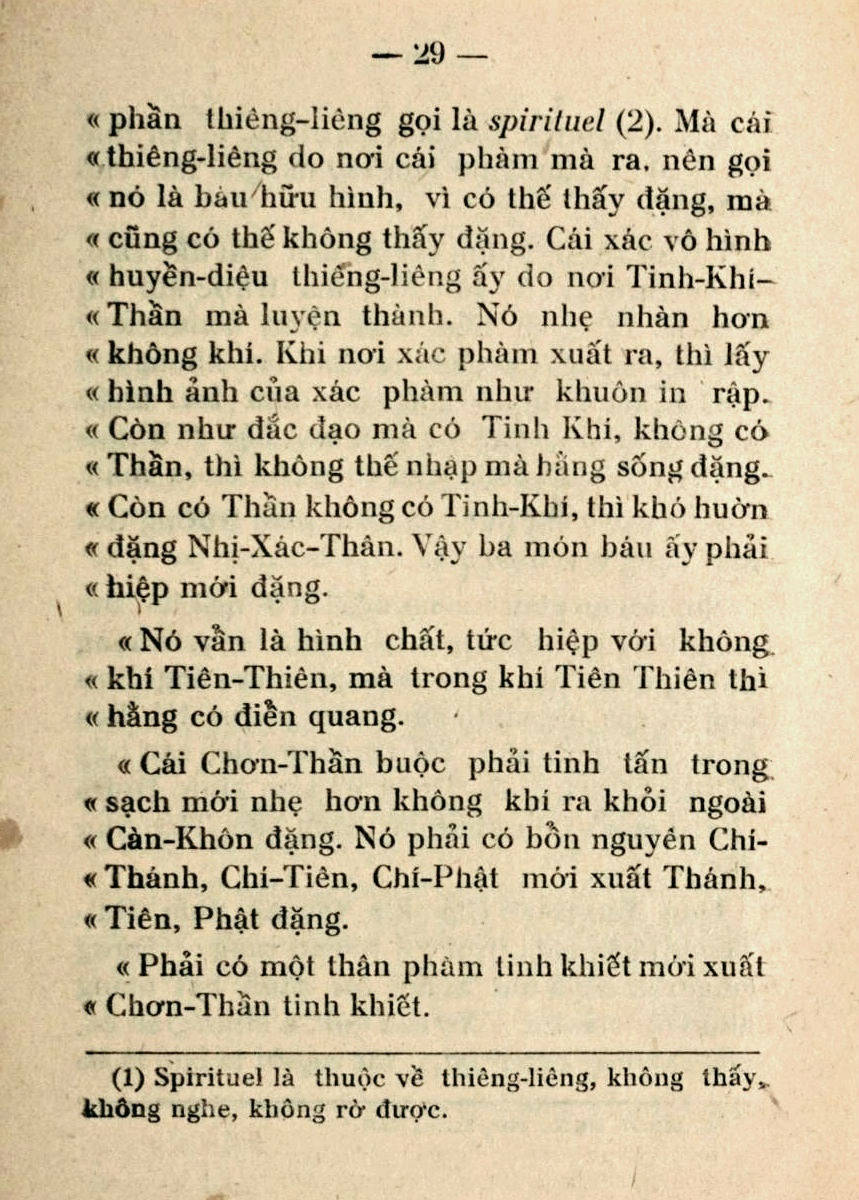 — 29 —
« phần thiêng-liêng gọi là spirituel (2). Mà cái
« thiêng-liêng do nơi cái phàm mà ra, nên gọi
« nó là báu hữu hình, vì có thế thấy đặng, mà
« cũng có thế không thấy đặng. Cái xác vô hình
« huyền-diệu thiêng-liêng ấy do nơi Tinh-Khí-
« Thần mà luyện thành. Nó nhẹ nhàn hơn
« không khí. Khi nơi xác phàm xuất ra, thì lấy
« hình ảnh của xác phàm như khuôn in rập.
« Còn như đắc đạo mà có Tinh Khí, không có
« Thần, thì không thế nhập mà hằng sống đặng.
« Còn có Thần không có Tinh-Khí, thì khó huờn
« đặng Nhị-Xác-Thân. Vậy ba món báu ấy phải
« hiệp mới đặng.
« Nó vẫn là hình chất, tức hiệp với không
« khí Tiên-Thiên, mà trong khí Tiên Thiên thì
« hằng có điển quang.
« Cái Chơn-Thần buộc phải tinh tấn trong
« sạch mới nhẹ hơn không khí ra khỏi ngoài
« Càn-Khôn đặng. Nó phải có bổn nguyên Chí-
« Thánh, Chí-Tiên, Chí-Phật mới xuất Thánh,
« Tiên, Phật đặng.
« Phải có một thân phàm tinh khiết mới xuất
« Chơn-Thần tinh khiết.
(1) Spirituel là thuộc về thiêng-liêng, không thấy,
không nghe, không rờ được.